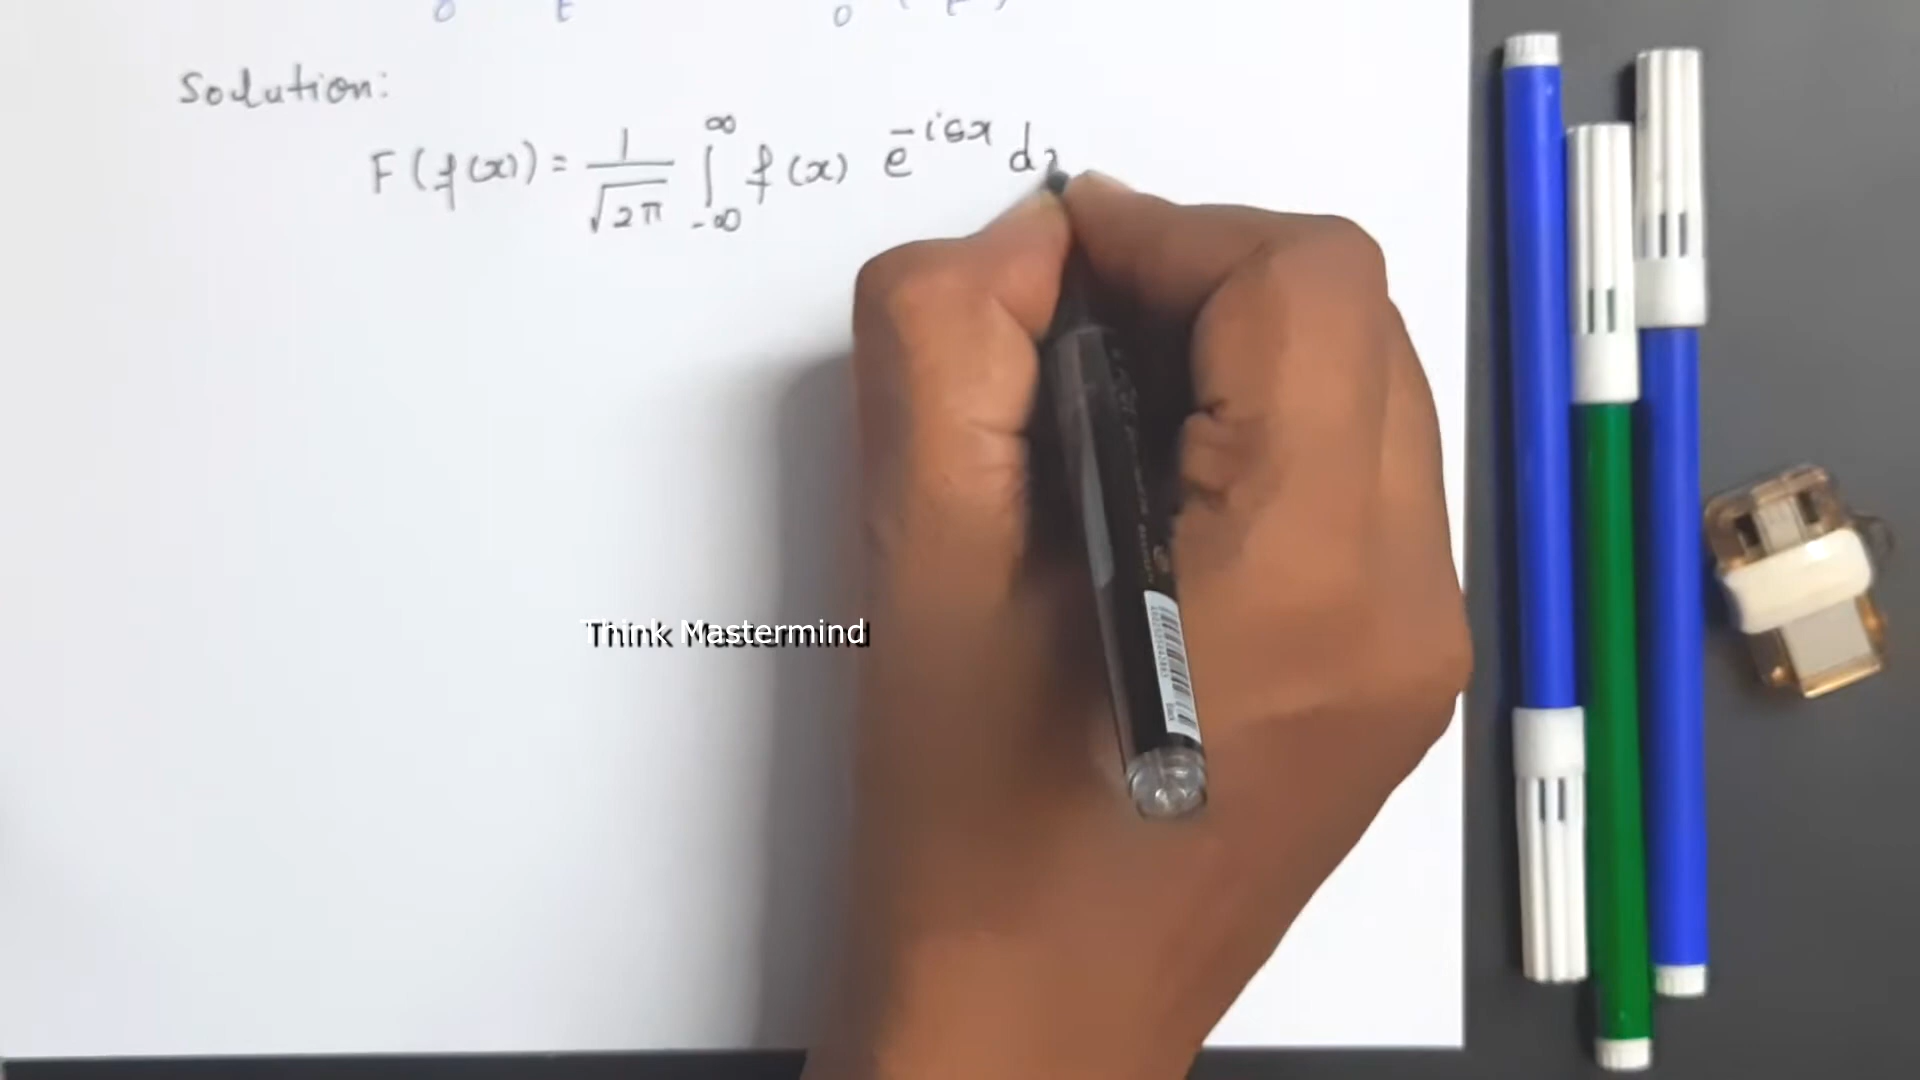 Solution:
F(f(x)) = 1/√2π ∫_{-∞}^{∞} f(x) e^{-isx} dx
Think Mastermind